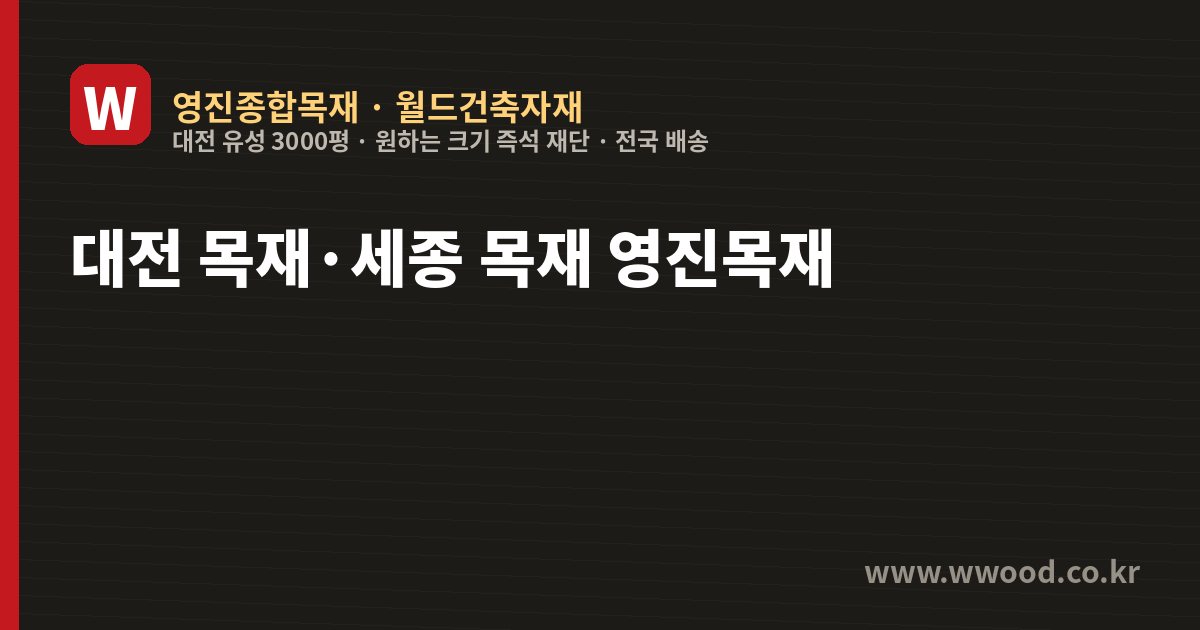 W
영진종합목재 · 월드건축자재
대전 유성 3000평 · 원하는 크기 즉석 재단 · 전국 배송
대전 목재·세종 목재 영진목재
www.wwood.co.kr